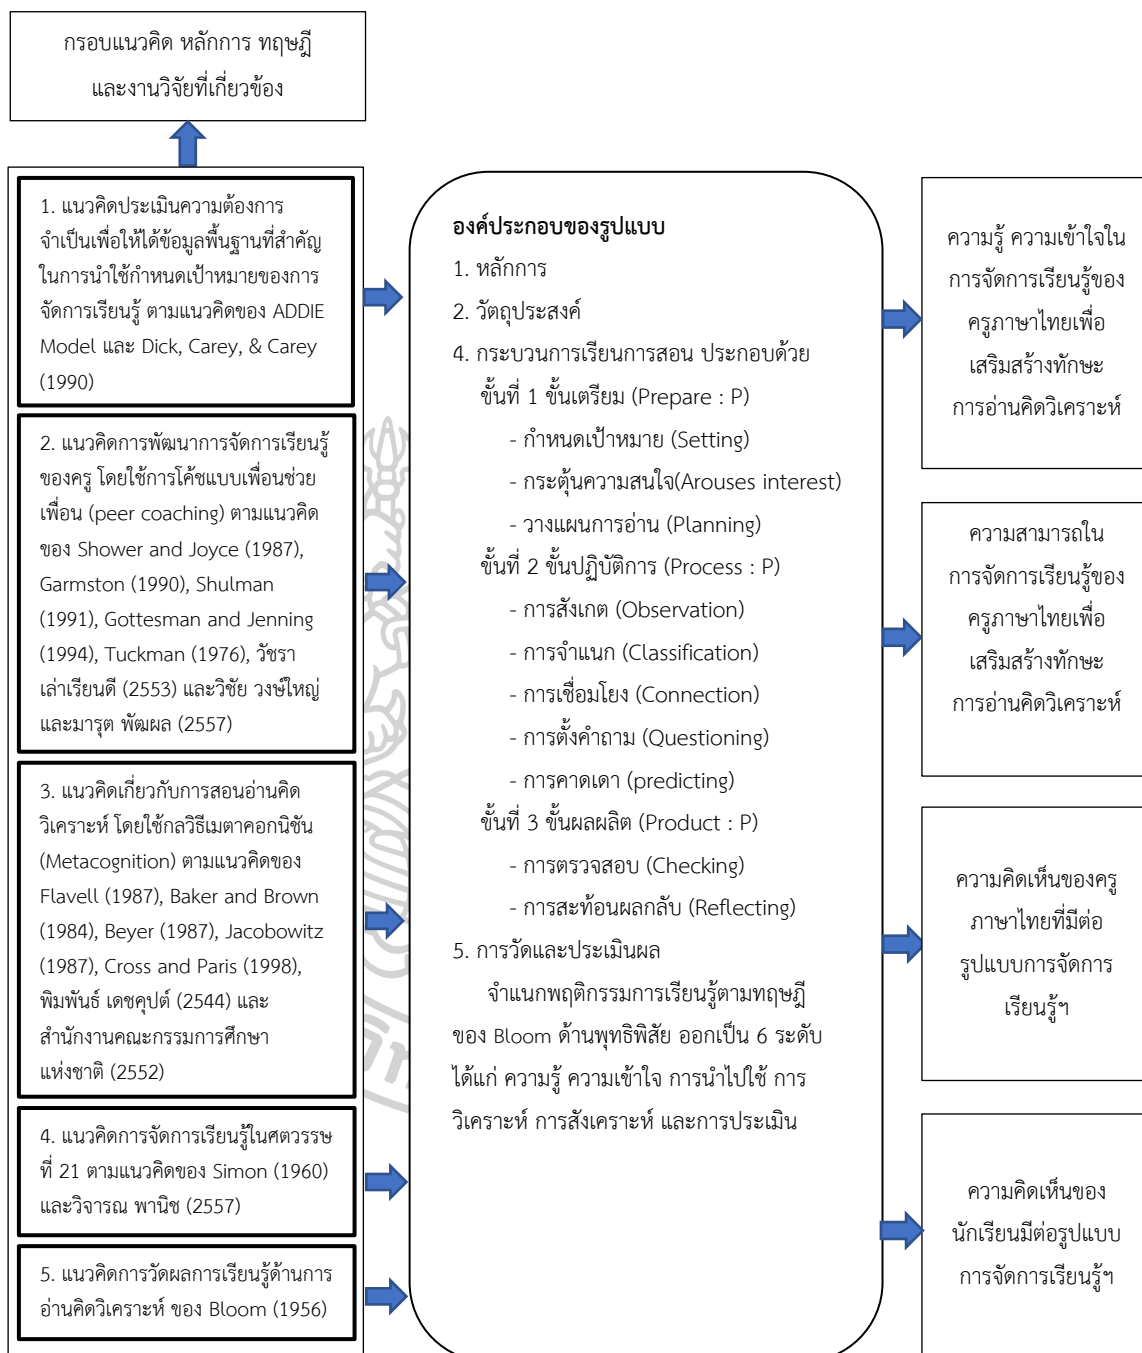 กรอบแนวคิด หลักการ ทฤษฎี
และงานวิจัยที่เกี่ยวข้อง
1. แนวคิดประเมินความต้องการ
จำเป็นเพื่อให้ได้ข้อมูลพื้นฐานที่สำคัญ
ในการนำใช้กำหนดเป้าหมายของการ
จัดการเรียนรู้ ตามแนวคิดของ ADDIE
Model และ Dick, Carey, & Carey
(1990)
2. แนวคิดการพัฒนาการจัดการเรียนรู้
ของครู โดยใช้การโค้ชแบบเพื่อนช่วย
เพื่อน (peer coaching) ตามแนวคิด
ของ Shower and Joyce (1987),
Garmston (1990), Shulman
(1991), Gottesman and Jenning
(1994), Tuckman (1976), วัชรา
เล่าเรียนดี (2553) และวิชัย วงษ์ใหญ่
และมารุต พัฒผล (2557)
3. แนวคิดเกี่ยวกับการสอนอ่านคิด
วิเคราะห์ โดยใช้กลวิธีเมตาคอกนิชัน
(Metacognition) ตามแนวคิดของ
Flavell (1987), Baker and Brown
(1984), Beyer (1987), Jacobowitz
(1987), Cross and Paris (1998),
พิมพันธ์ เดชคุปต์ (2544) และ
สำนักงานคณะกรรมการศึกษา
แห่งชาติ (2552)
4. แนวคิดการจัดการเรียนรู้ในศตวรรษ
ที่ 21 ตามแนวคิดของ Simon (1960)
และวิจารณ พานิช (2557)
5. แนวคิดการวัดผลการเรียนรู้ด้านการ
อ่านคิดวิเคราะห์ ของ Bloom (1956)
องค์ประกอบของรูปแบบ
1. หลักการ
2. วัตถุประสงค์
4. กระบวนการเรียนการสอน ประกอบด้วย
ขั้นที่ 1 ขั้นเตรียม (Prepare : P)
- กำหนดเป้าหมาย (Setting)
- กระตุ้นความสนใจ(Arouses interest)
- วางแผนการอ่าน (Planning)
ขั้นที่ 2 ขั้นปฏิบัติการ (Process : P)
- การสังเกต (Observation)
- การจำแนก (Classification)
- การเชื่อมโยง (Connection)
- การตั้งคำถาม (Questioning)
- การคาดเดา (predicting)
ขั้นที่ 3 ขั้นผลผลิต (Product : P)
- การตรวจสอบ (Checking)
- การสะท้อนผลกลับ (Reflecting)
5. การวัดและประเมินผล
จำแนกพฤติกรรมการเรียนรู้ตามทฤษฎี
ของ Bloom ด้านพุทธิพิสัย ออกเป็น 6 ระดับ
ได้แก่ ความรู้ ความเข้าใจ การนำไปใช้ การ
วิเคราะห์ การสังเคราะห์ และการประเมิน
ความรู้ ความเข้าใจใน
การจัดการเรียนรู้ของ
ครูภาษาไทยเพื่อ
เสริมสร้างทักษะ
การอ่านคิดวิเคราะห์
ความสามารถใน
การจัดการเรียนรู้ของ
ครูภาษาไทยเพื่อ
เสริมสร้างทักษะ
การอ่านคิดวิเคราะห์
ความคิดเห็นของครู
ภาษาไทยที่มีต่อ
รูปแบบการจัดการ
เรียนรู้ฯ
ความคิดเห็นของ
นักเรียนมีต่อรูปแบบ
การจัดการเรียนรู้ฯ